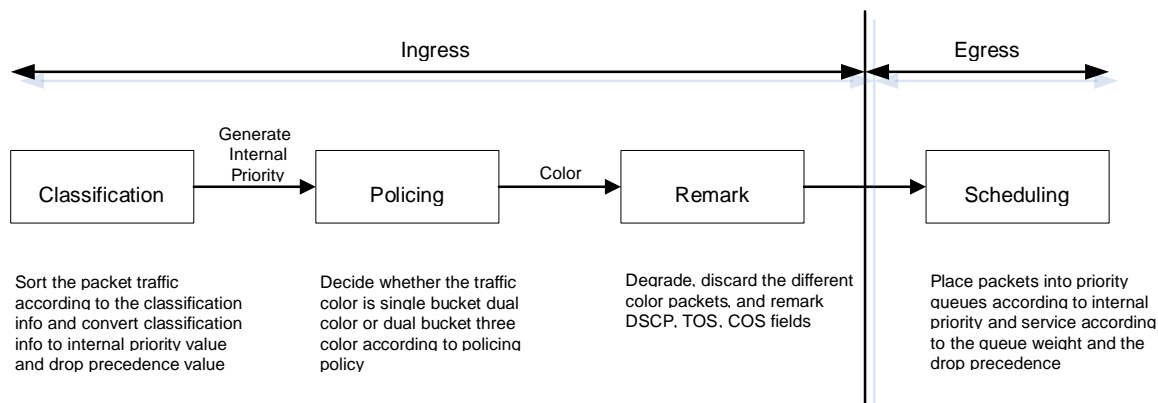 Ingress
Egress
Generate
Internal
Priority
Color
Classification
Policing
Remark
Scheduling
Sort the packet traffic
according to the classification
info and convert classification
info to internal priority value
and drop precedence value
Decide whether the traffic
color is single bucket dual
color or dual bucket three
color according to policing
policy
Degrade, discard the different
color packets, and remark
DSCP, TOS, COS fields
Place packets into priority
queues according to internal
priority and service according
to the queue weight and the
drop precedence